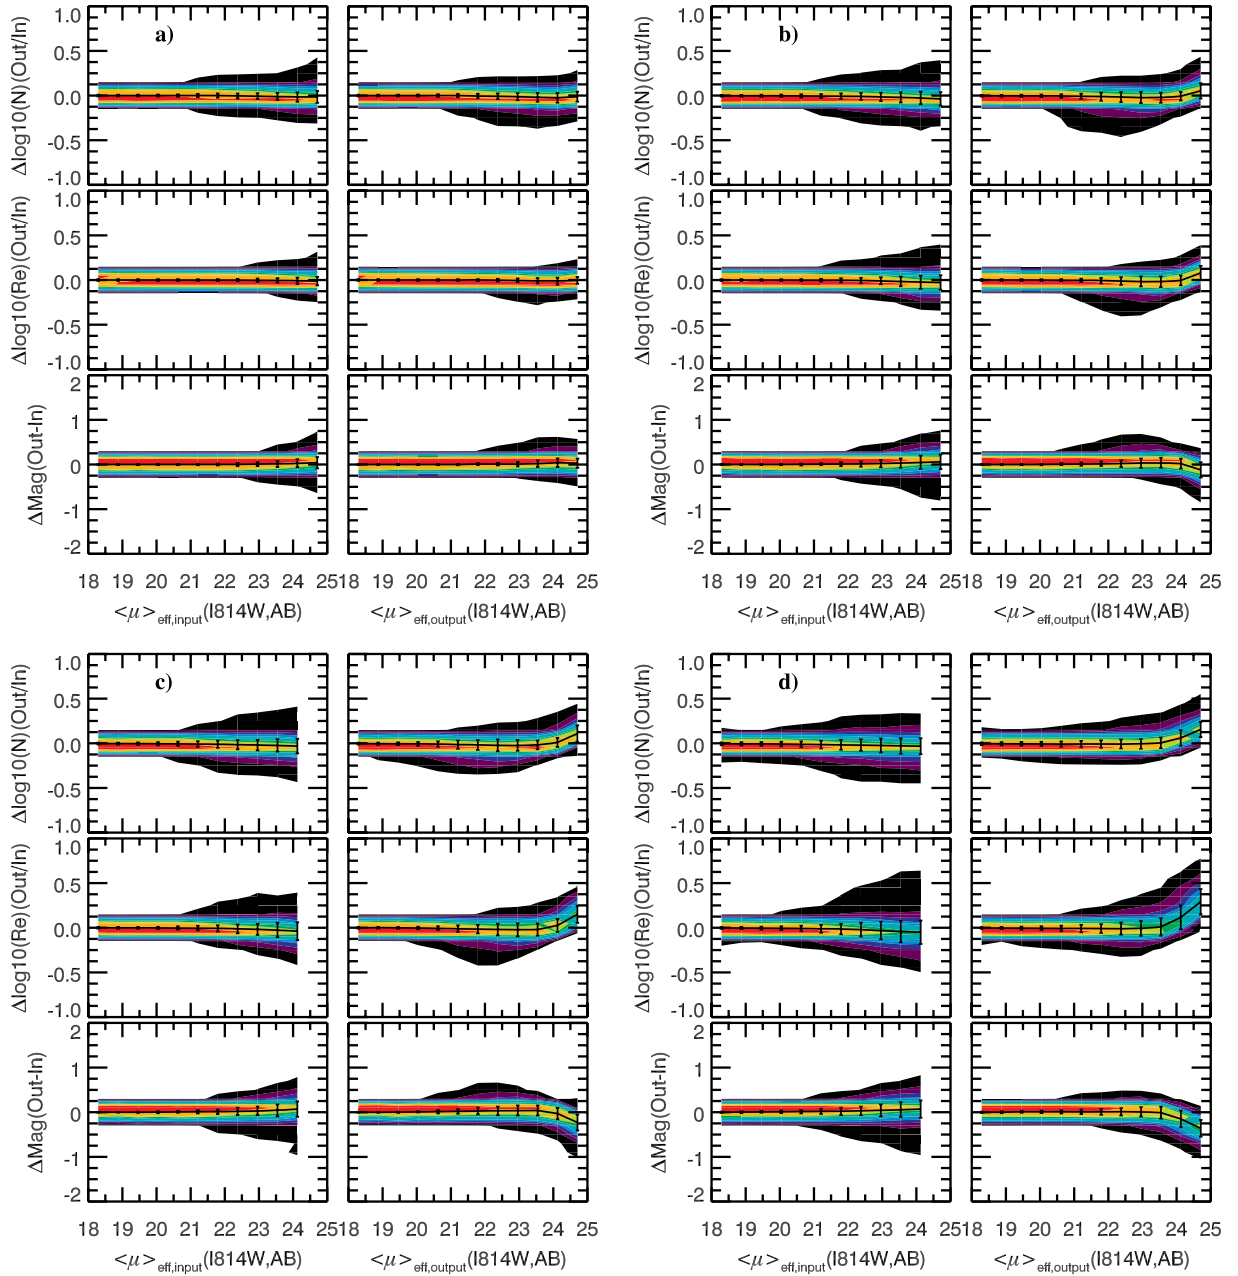 a) b)
Δlog10(N)(Out/In) 1.0 0.5 0.0 -0.5 -1.0 Δlog10(N)(Out/In) 1.0 0.5 0.0 -0.5 -1.0
Δlog10(Re)(Out/In) 1.0 0.5 0.0 -0.5 -1.0 Δlog10(Re)(Out/In) 1.0 0.5 0.0 -0.5 -1.0
ΔMag(Out-In) 2 1 0 -1 -2 ΔMag(Out-In) 2 1 0 -1 -2
18 19 20 21 22 23 24 2518 19 20 21 22 23 24 25 18 19 20 21 22 23 24 2518 19 20 21 22 23 24 25
<μ>eff,input(I814W,AB) <μ>eff,output(I814W,AB) <μ>eff,input(I814W,AB) <μ>eff,output(I814W,AB)
c) d)
Δlog10(N)(Out/In) 1.0 0.5 0.0 -0.5 -1.0 Δlog10(N)(Out/In) 1.0 0.5 0.0 -0.5 -1.0
Δlog10(Re)(Out/In) 1.0 0.5 0.0 -0.5 -1.0 Δlog10(Re)(Out/In) 1.0 0.5 0.0 -0.5 -1.0
ΔMag(Out-In) 2 1 0 -1 -2 ΔMag(Out-In) 2 1 0 -1 -2
18 19 20 21 22 23 24 2518 19 20 21 22 23 24 25 18 19 20 21 22 23 24 2518 19 20 21 22 23 24 25
<μ>eff,input(I814W,AB) <μ>eff,output(I814W,AB) <μ>eff,input(I814W,AB) <μ>eff,output(I814W,AB)